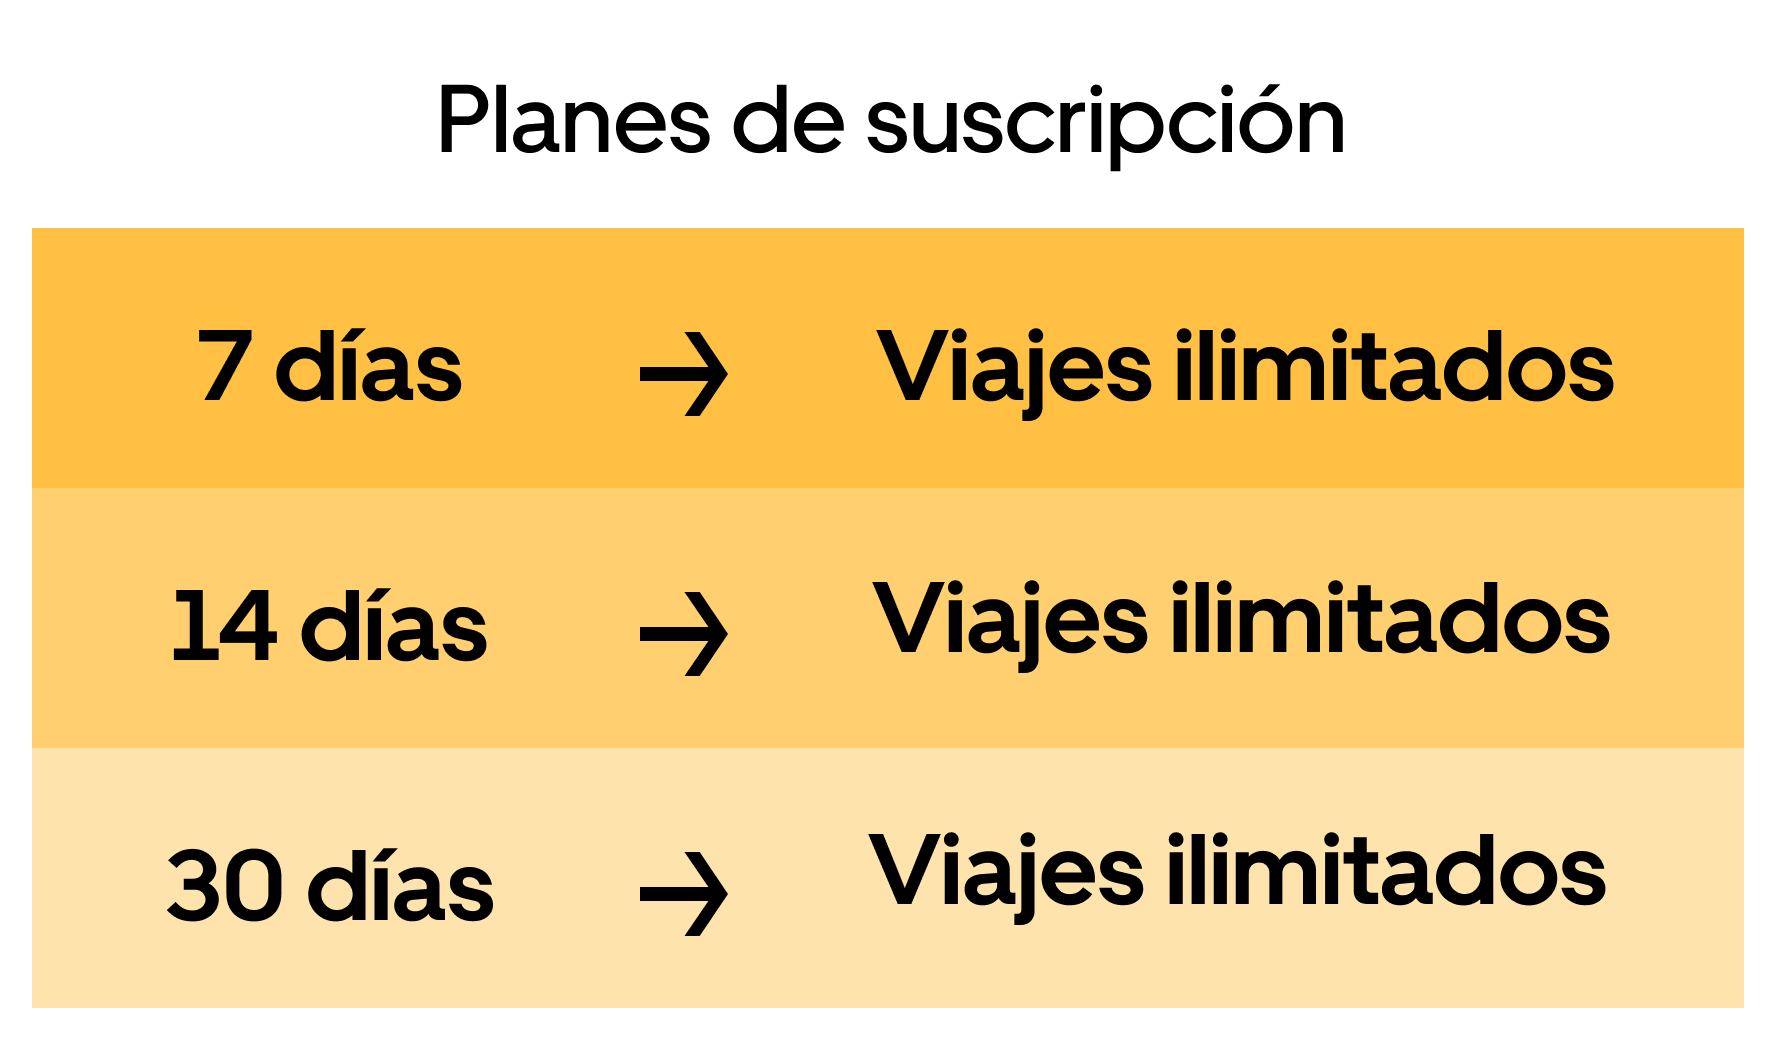 Planes de suscripción
7 días → Viajes ilimitados
14 días → Viajes ilimitados
30 días → Viajes ilimitados